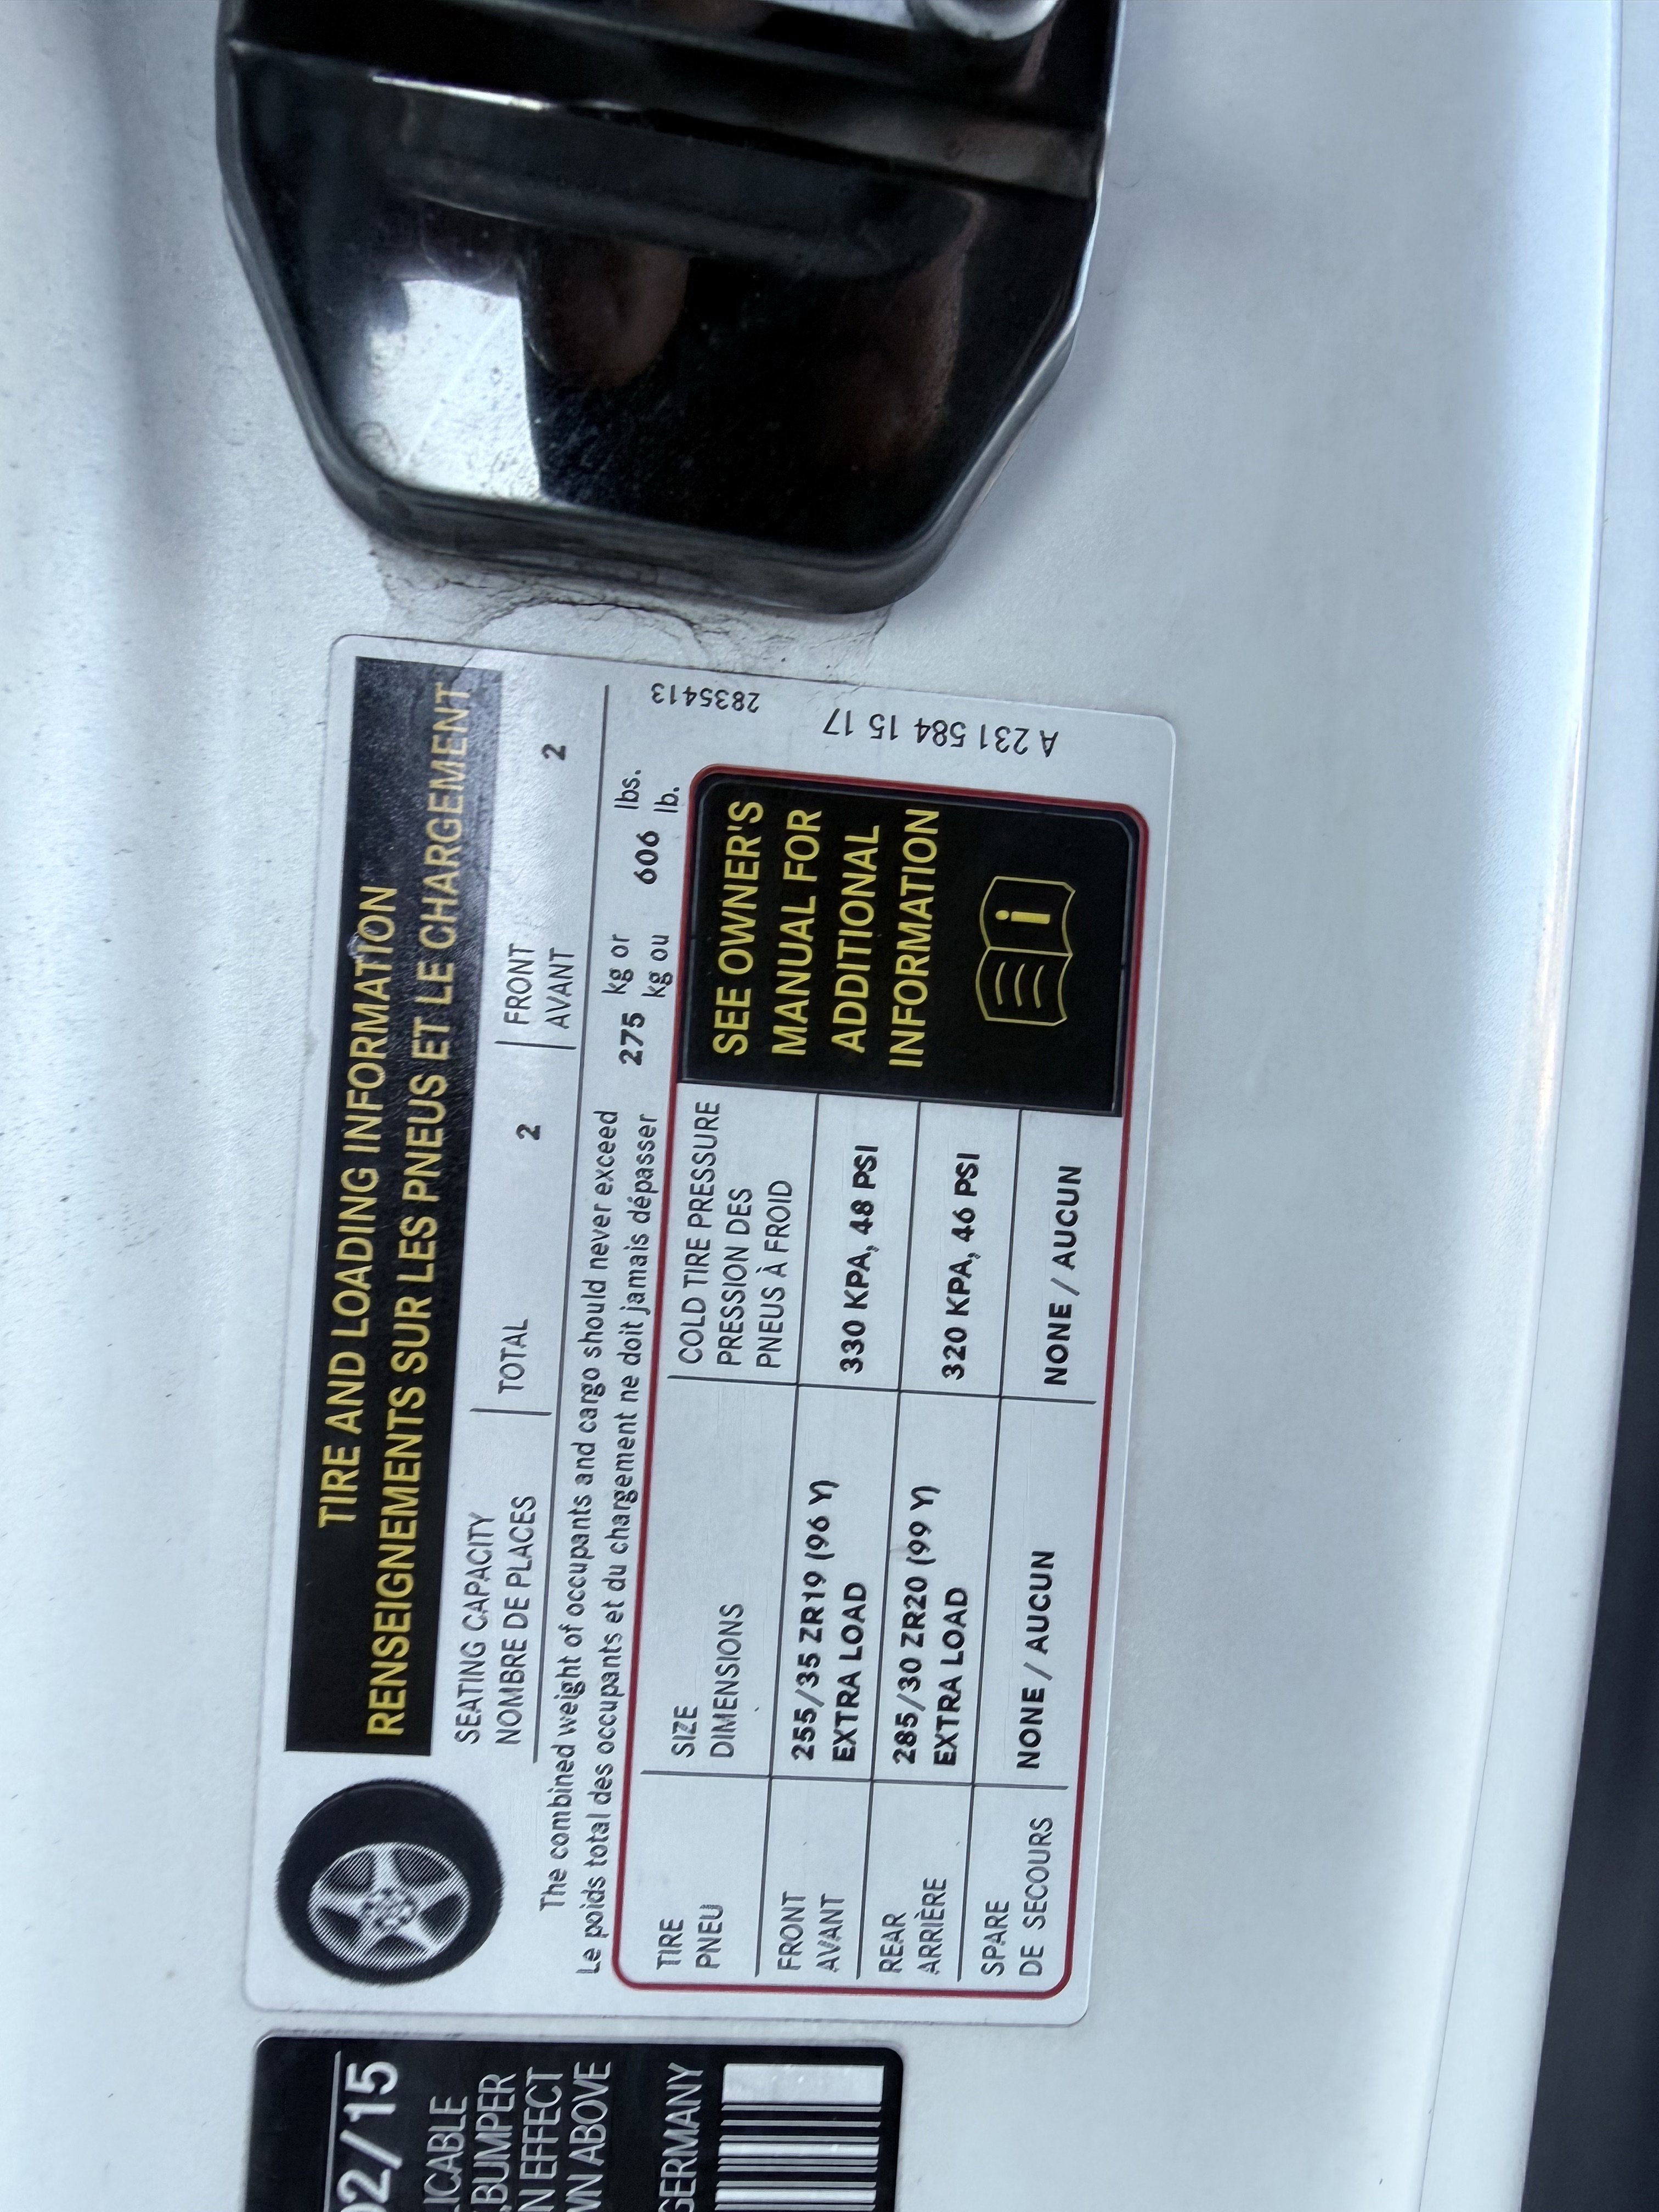 TIRE AND LOADING INFORMATION
RENSEIGNEMENTS SUR LES PNEUS ET LE CHARGEMENT
SEATING CAPACITY
NOMBRE DE PLACES
TOTAL 2
FRONT
AVANT
2
The combined weight of occupants and cargo should never exceed 275 kg or 606 lbs.
Le poids total des occupants et du chargement ne doit jamais dépasser kg ou lb.
TIRE
PNEU
SIZE
DIMENSIONS
COLD TIRE PRESSURE
PRESSION DES
PNEUS À FROID
FRONT
AVANT
255/35 ZR19 (96 Y)
EXTRA LOAD
330 KPA, 48 PSI
REAR
ARRIÈRE
285/30 ZR20 (99 Y)
EXTRA LOAD
320 KPA, 46 PSI
SPARE
DE SECOURS
NONE / AUCUN
NONE / AUCUN
SEE OWNER'S
MANUAL FOR
ADDITIONAL
INFORMATION
i
2835413
A 231 584 15 17
02/15
BUMPER
EFFECT
ABOVE
GERMANY